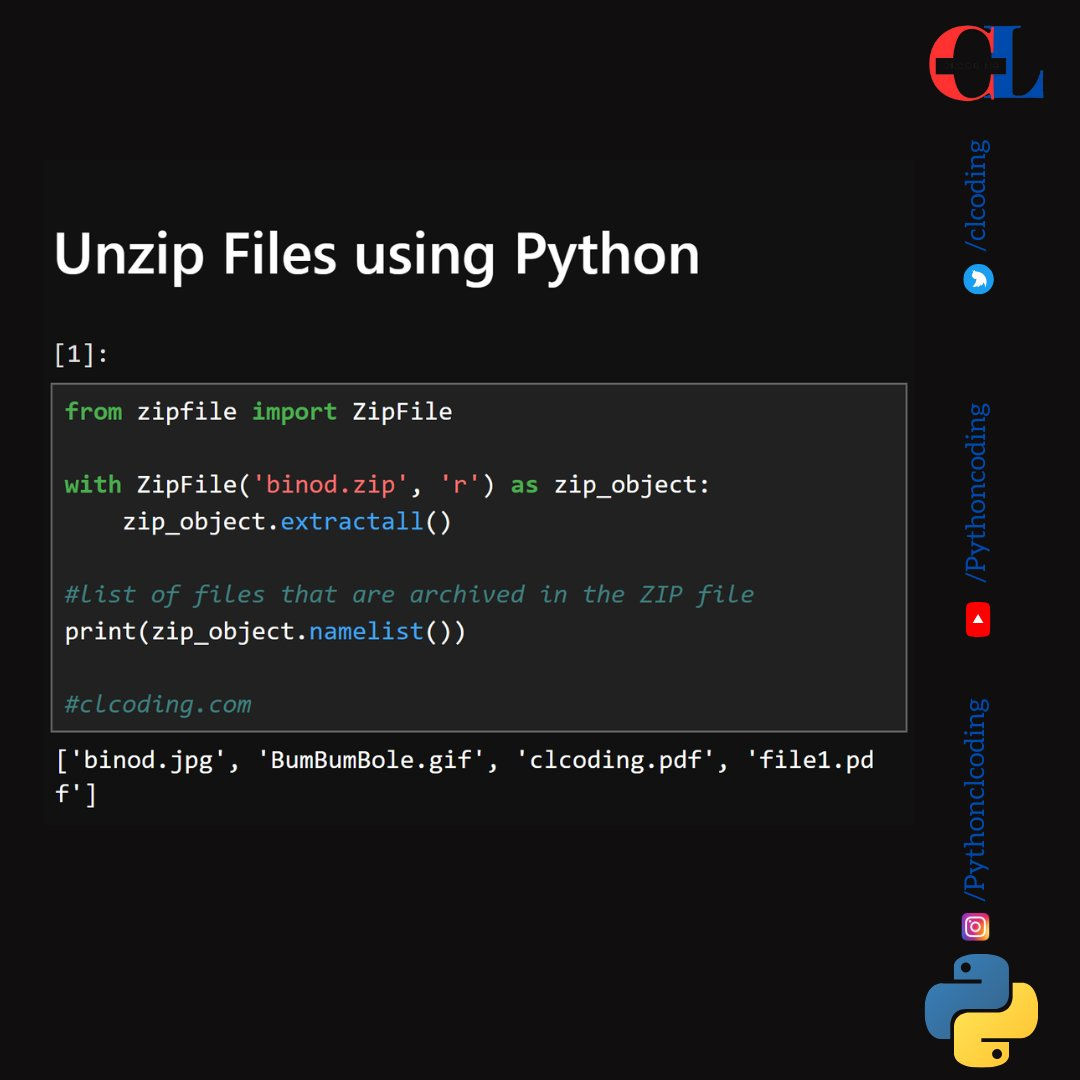 CL
Unzip Files using Python
[1]:
from zipfile import ZipFile
with ZipFile('binod.zip', 'r') as zip_object:
    zip_object.extractall()
#list of files that are archived in the ZIP file
print(zip_object.namelist())
#clcoding.com
['binod.jpg', 'BumBumBole.gif', 'clcoding.pdf', 'file1.pd
f']
/clcoding
/Pythoncoding
/Pythonclcoding